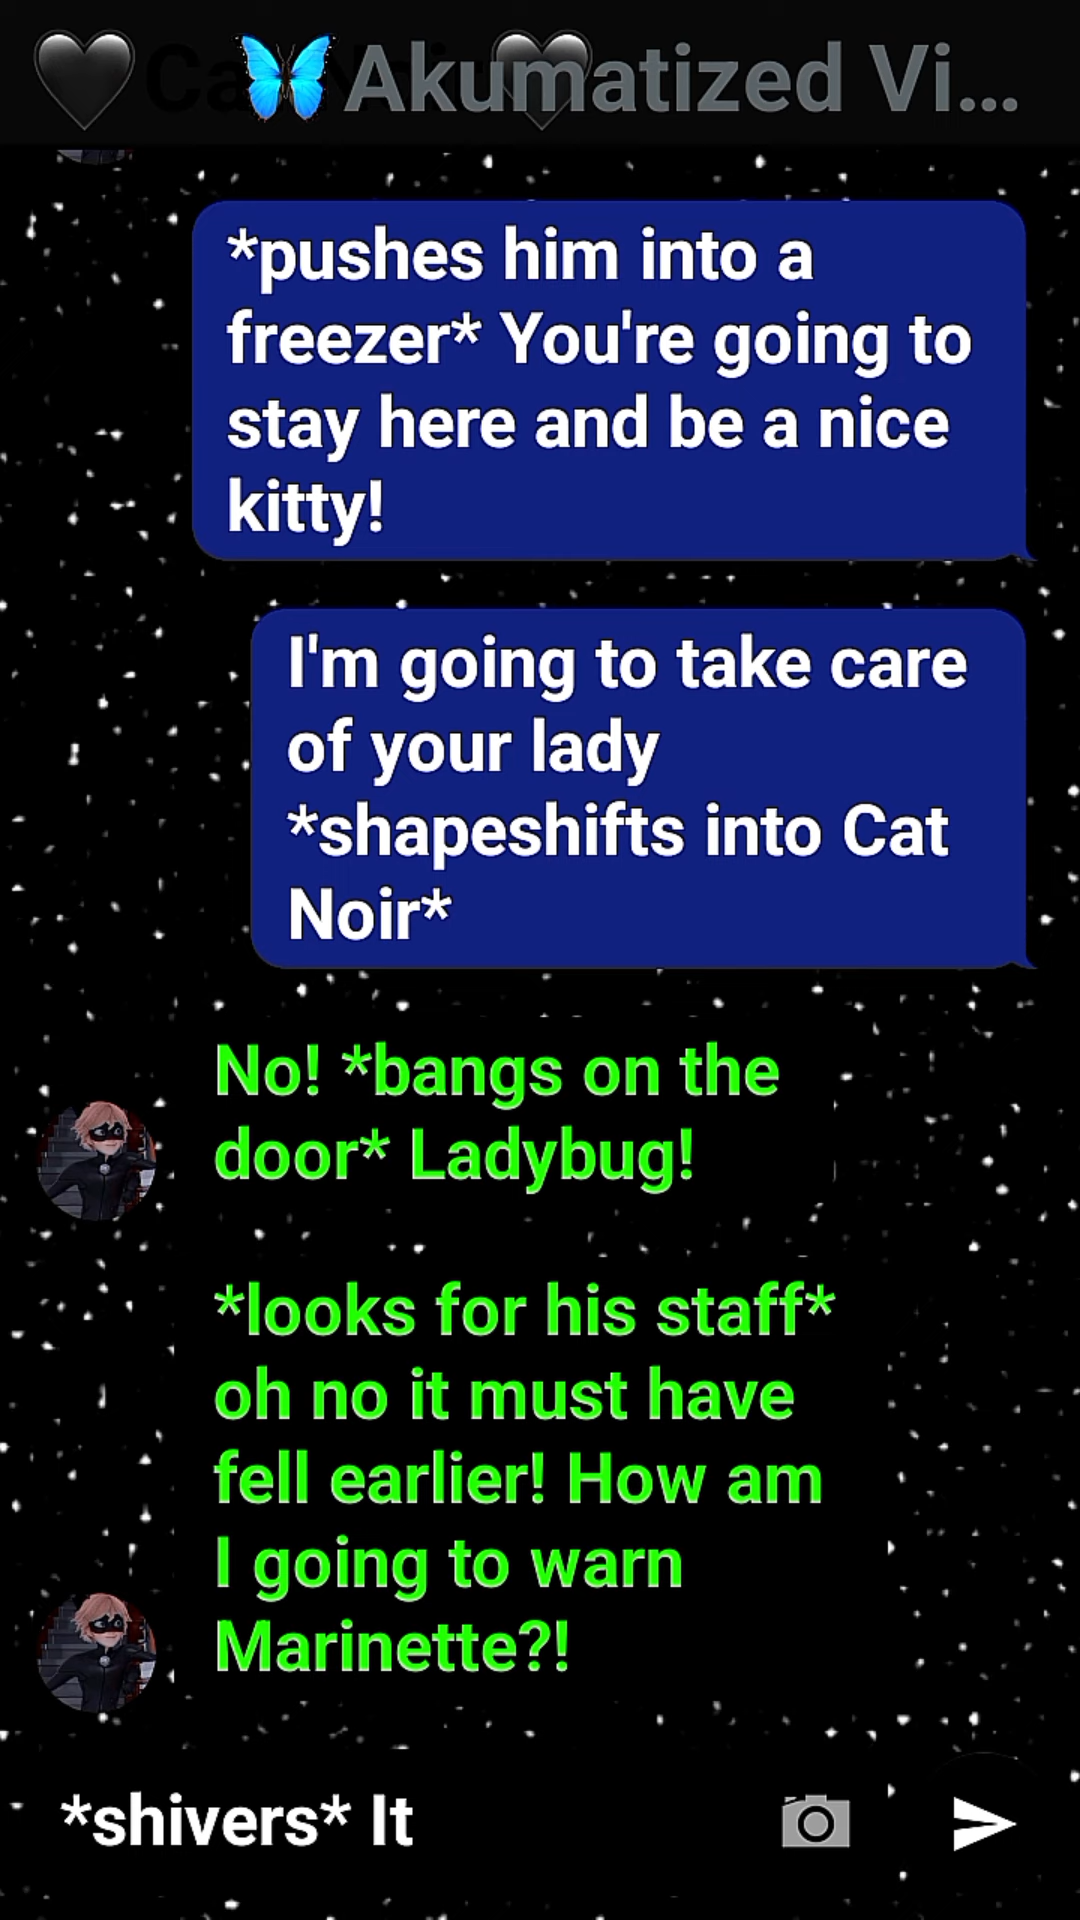 🖤 🦋 Akumatized Vi...
*pushes him into a
freezer* You're going to
stay here and be a nice
kitty!
I'm going to take care
of your lady
*shapeshifts into Cat
Noir*
No! *bangs on the
door* Ladybug!
*looks for his staff*
oh no it must have
fell earlier! How am
I going to warn
Marinette?!
*shivers* It